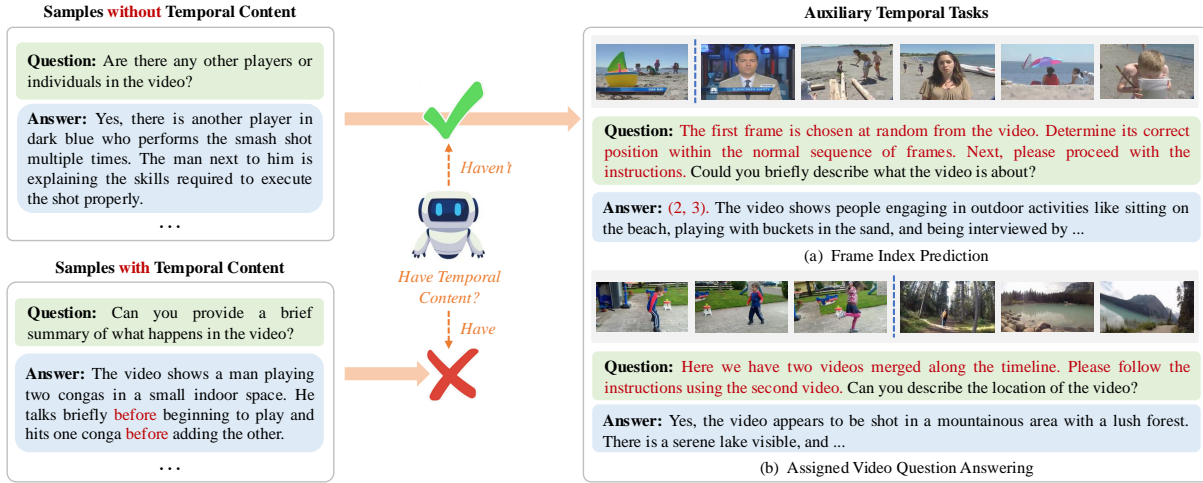 Samples without Temporal Content
Question: Are there any other players or
individuals in the video?
Answer: Yes, there is another player in
dark blue who performs the smash shot
multiple times. The man next to him is
explaining the skills required to execute
the shot properly.
...
Samples with Temporal Content
Question: Can you provide a brief
summary of what happens in the video?
Answer: The video shows a man playing
two congas in a small indoor space. He
talks briefly before beginning to play and
hits one conga before adding the other.
...
Haven't
Have Temporal
Content?
Have
Auxiliary Temporal Tasks
Question: The first frame is chosen at random from the video. Determine its correct
position within the normal sequence of frames. Next, please proceed with the
instructions. Could you briefly describe what the video is about?
Answer: (2, 3). The video shows people engaging in outdoor activities like sitting on
the beach, playing with buckets in the sand, and being interviewed by ...
(a) Frame Index Prediction
Question: Here we have two videos merged along the timeline. Please follow the
instructions using the second video. Can you describe the location of the video?
Answer: Yes, the video appears to be shot in a mountainous area with a lush forest.
There is a serene lake visible, and ...
(b) Assigned Video Question Answering